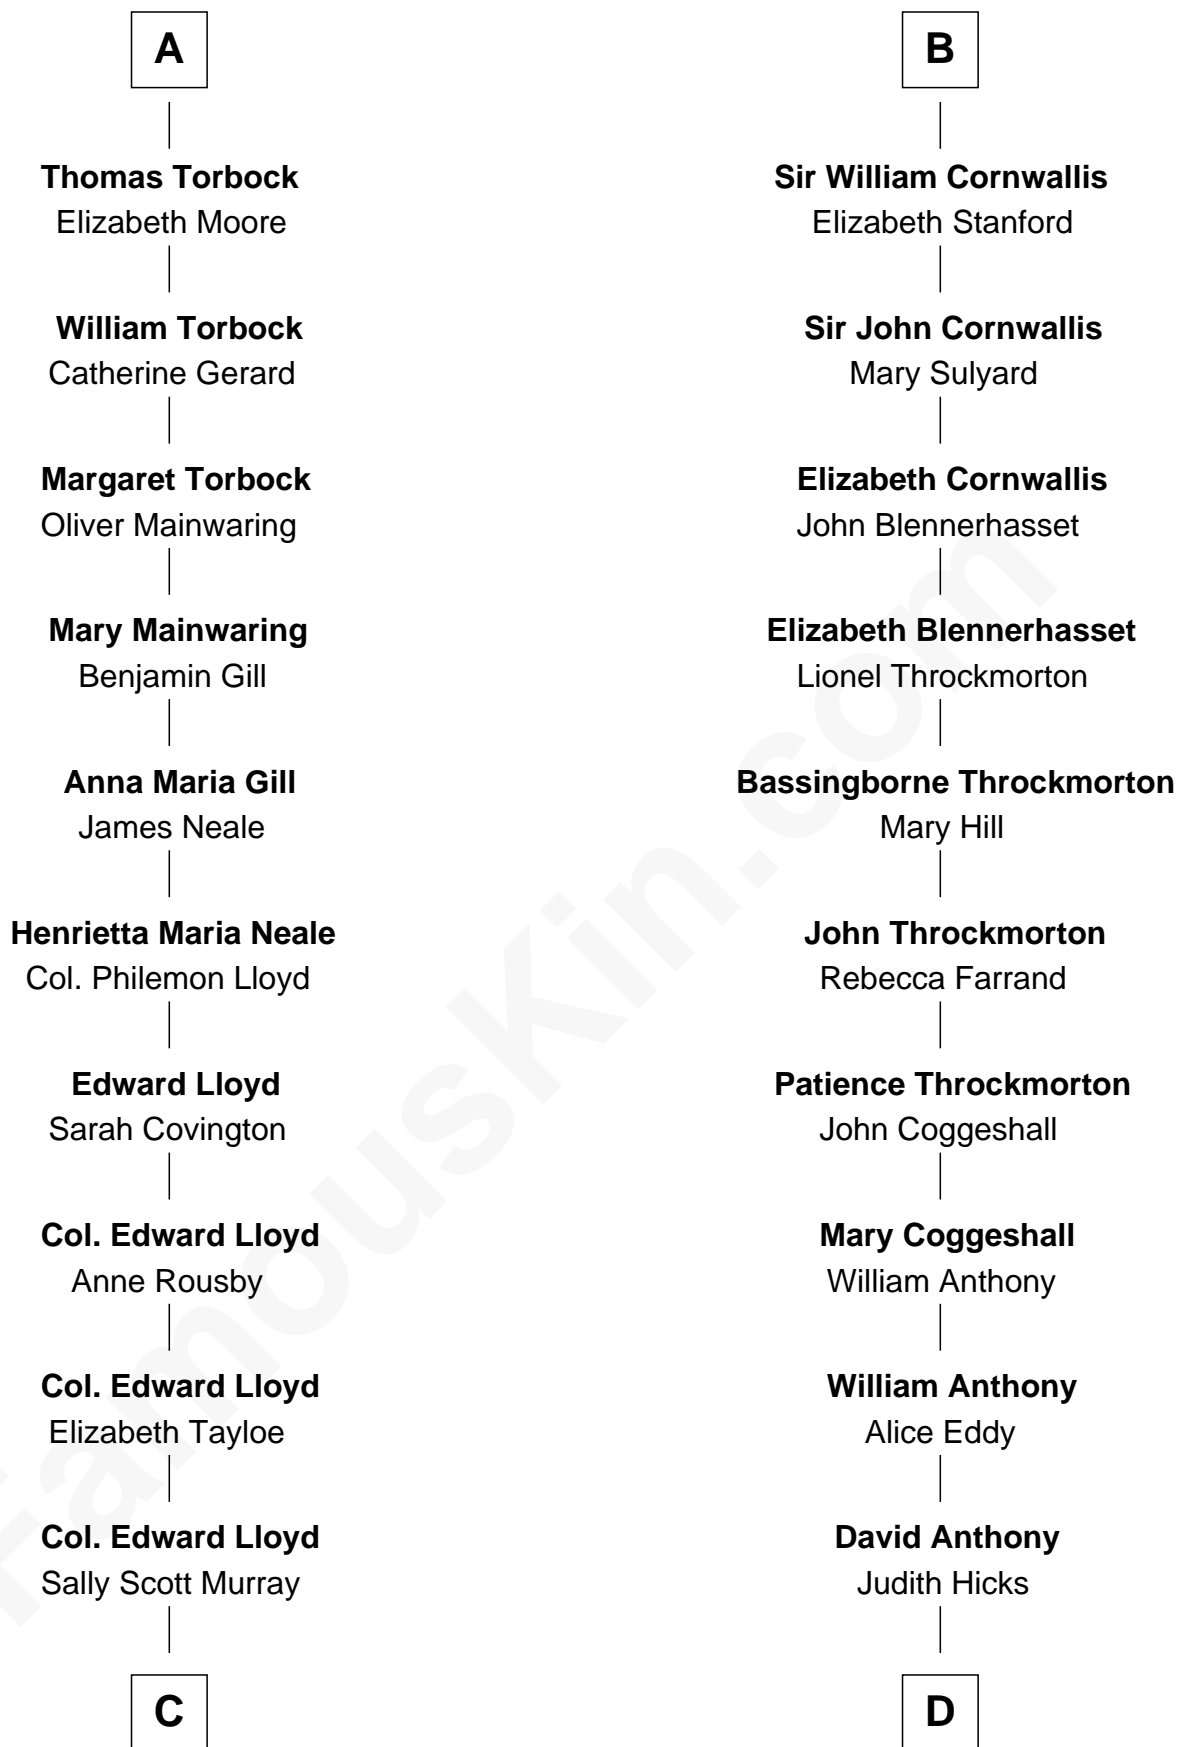 A
Thomas Torbock
Elizabeth Moore
William Torbock
Catherine Gerard
Margaret Torbock
Oliver Mainwaring
Mary Mainwaring
Benjamin Gill
Anna Maria Gill
James Neale
Henrietta Maria Neale
Col. Philemon Lloyd
Edward Lloyd
Sarah Covington
Col. Edward Lloyd
Anne Rousby
Col. Edward Lloyd
Elizabeth Tayloe
Col. Edward Lloyd
Sally Scott Murray
C
B
Sir William Cornwallis
Elizabeth Stanford
Sir John Cornwallis
Mary Sulyard
Elizabeth Cornwallis
John Blennerhasset
Elizabeth Blennerhasset
Lionel Throckmorton
Bassingborne Throckmorton
Mary Hill
John Throckmorton
Rebecca Farrand
Patience Throckmorton
John Coggeshall
Mary Coggeshall
William Anthony
William Anthony
Alice Eddy
David Anthony
Judith Hicks
D
FamousKin.com